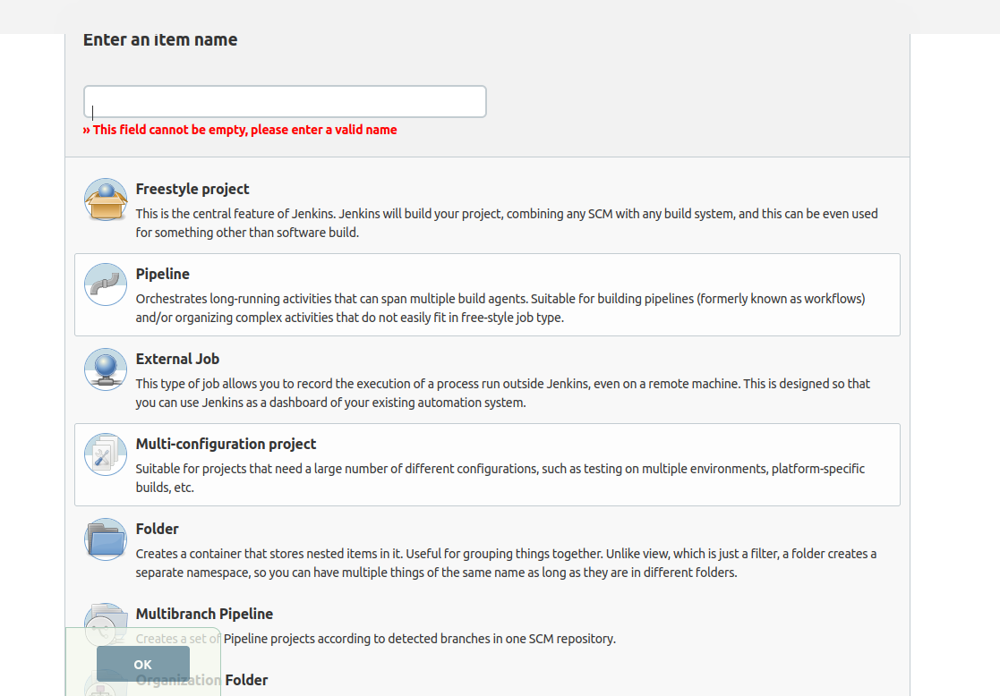 Enter an item name
» This field cannot be empty, please enter a valid name
Freestyle project
This is the central feature of Jenkins. Jenkins will build your project, combining any SCM with any build system, and this can be even used
for something other than software build.
Pipeline
Orchestrates long-running activities that can span multiple build agents. Suitable for building pipelines (formerly known as workflows)
and/or organizing complex activities that do not easily fit in free-style job type.
External Job
This type of job allows you to record the execution of a process run outside Jenkins, even on a remote machine. This is designed so that
you can use Jenkins as a dashboard of your existing automation system.
Multi-configuration project
Suitable for projects that need a large number of different configurations, such as testing on multiple environments, platform-specific
builds, etc.
Folder
Creates a container that stores nested items in it. Useful for grouping things together. Unlike view, which is just a filter, a folder creates a
separate namespace, so you can have multiple things of the same name as long as they are in different folders.
Multibranch Pipeline
Creates a set of Pipeline projects according to detected branches in one SCM repository.
OK
Organization Folder